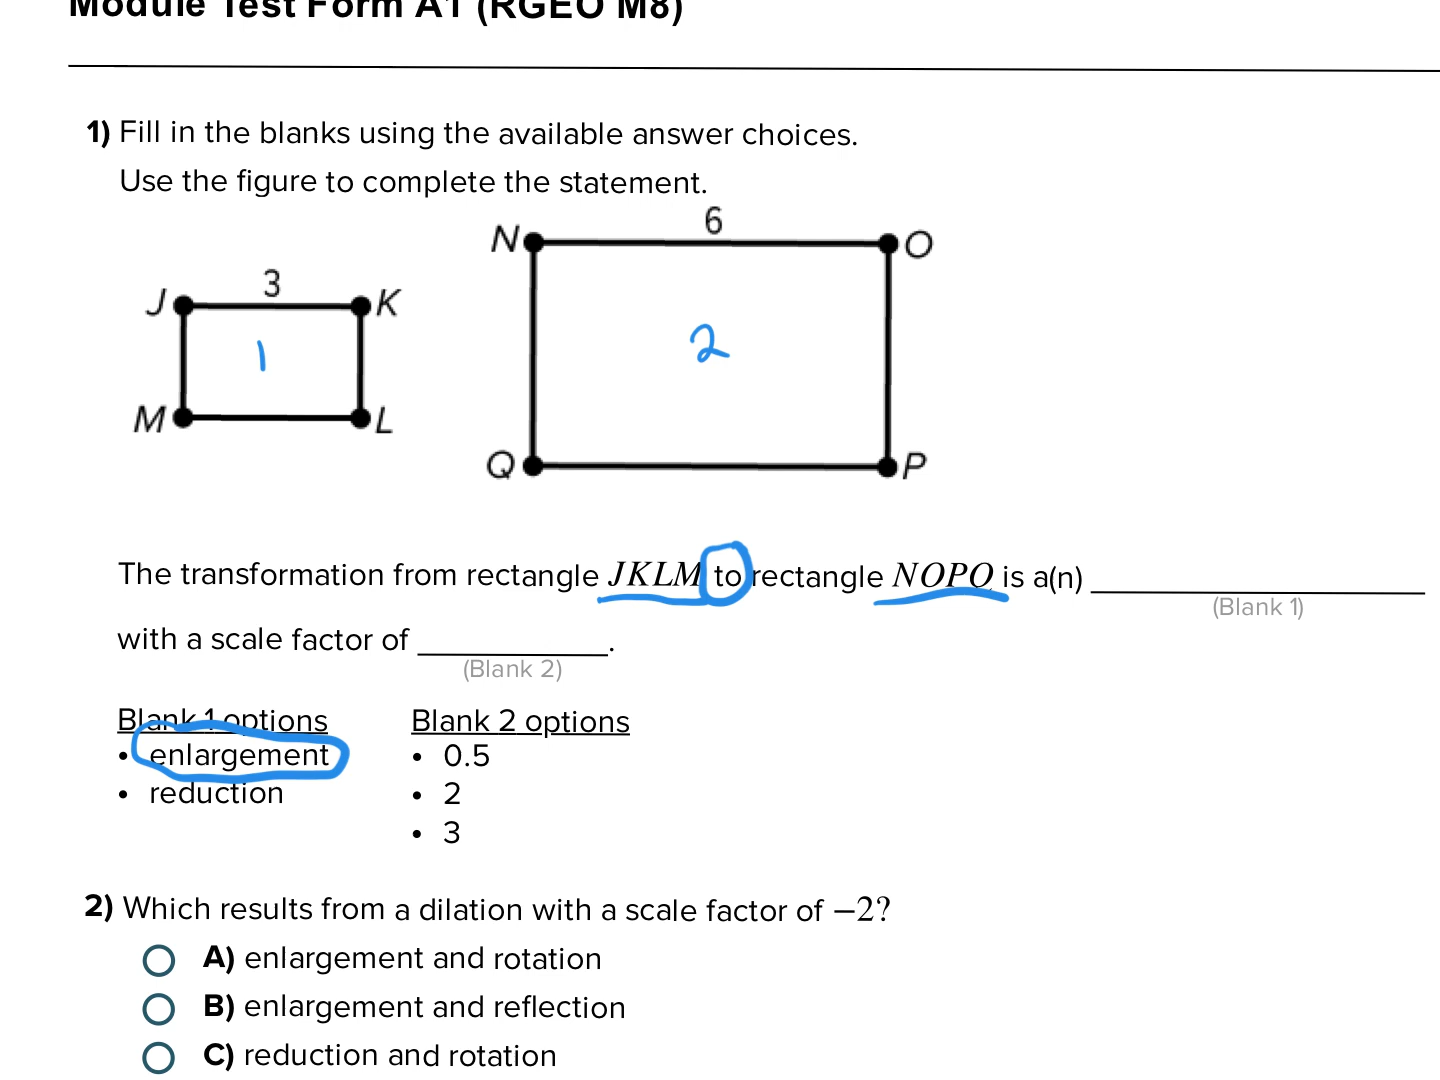 Module Test Form A1 (RGEO M8)
1) Fill in the blanks using the available answer choices.
Use the figure to complete the statement.
6
N
O
3
J
K
1
2
M
L
Q
P
The transformation from rectangle JKLM to rectangle NOPQ is a(n) ____________
(Blank 1)
with a scale factor of ____________.
(Blank 2)
Blank 1 options
Blank 2 options
• enlargement
• 0.5
• reduction
• 2
• 3
2) Which results from a dilation with a scale factor of −2?
A) enlargement and rotation
B) enlargement and reflection
C) reduction and rotation